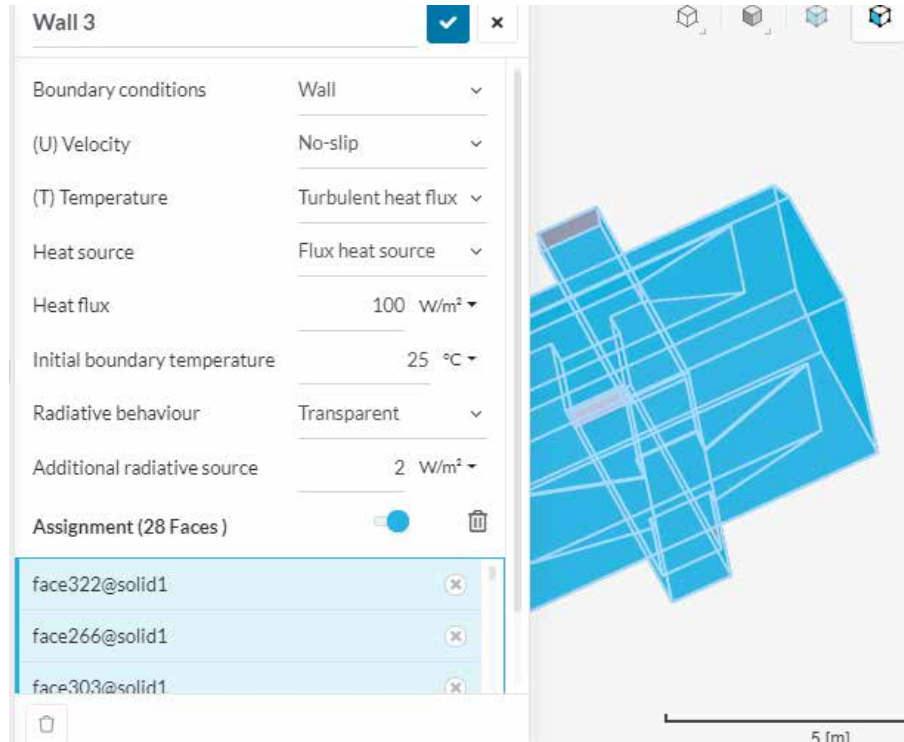 Wall 3
Boundary conditions Wall
(U) Velocity No-slip
(T) Temperature Turbulent heat flux
Heat source Flux heat source
Heat flux 100 W/m²
Initial boundary temperature 25 °C
Radiative behaviour Transparent
Additional radiative source 2 W/m²
Assignment (28 Faces )
face322@solid1
face266@solid1
face303@solid1
5 [m]